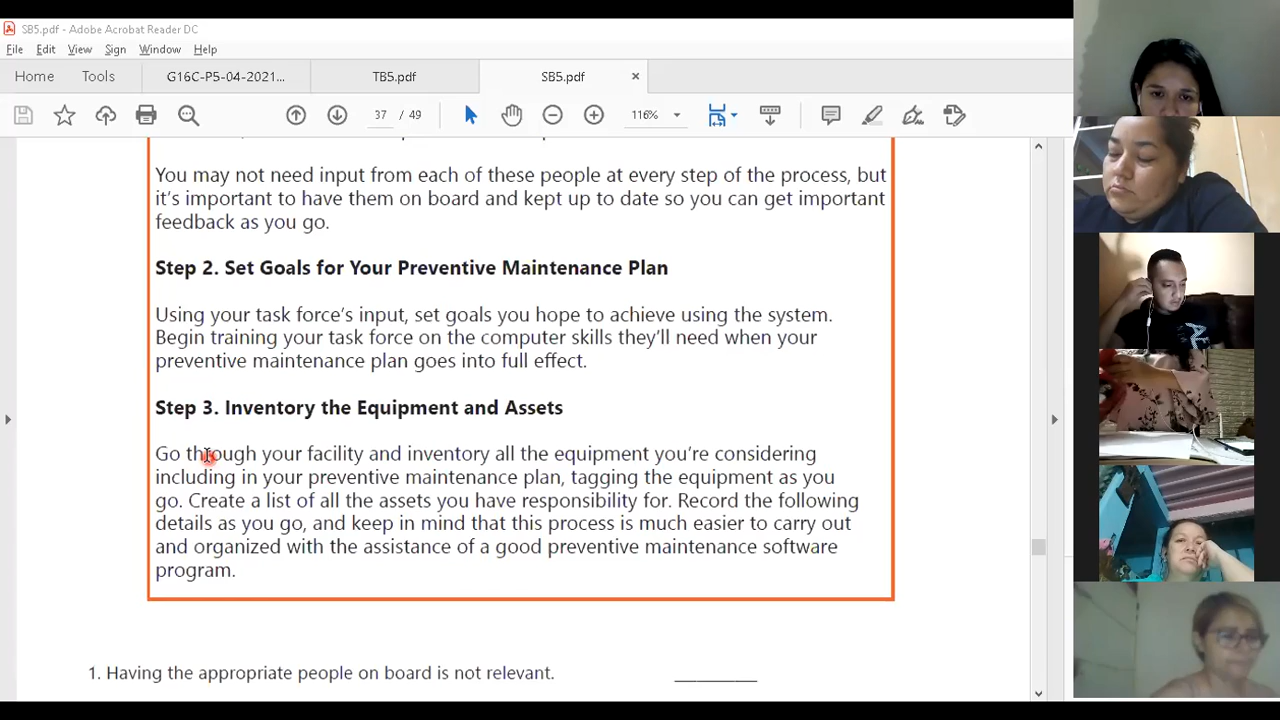 SB5.pdf - Adobe Acrobat Reader DC
File Edit View Sign Window Help
Home Tools G16C-P5-04-2021... TB5.pdf SB5.pdf ×
37 / 49 116%
You may not need input from each of these people at every step of the process, but
it's important to have them on board and kept up to date so you can get important
feedback as you go.
Step 2. Set Goals for Your Preventive Maintenance Plan
Using your task force's input, set goals you hope to achieve using the system.
Begin training your task force on the computer skills they'll need when your
preventive maintenance plan goes into full effect.
Step 3. Inventory the Equipment and Assets
Go through your facility and inventory all the equipment you're considering
including in your preventive maintenance plan, tagging the equipment as you
go. Create a list of all the assets you have responsibility for. Record the following
details as you go, and keep in mind that this process is much easier to carry out
and organized with the assistance of a good preventive maintenance software
program.
1. Having the appropriate people on board is not relevant. __________